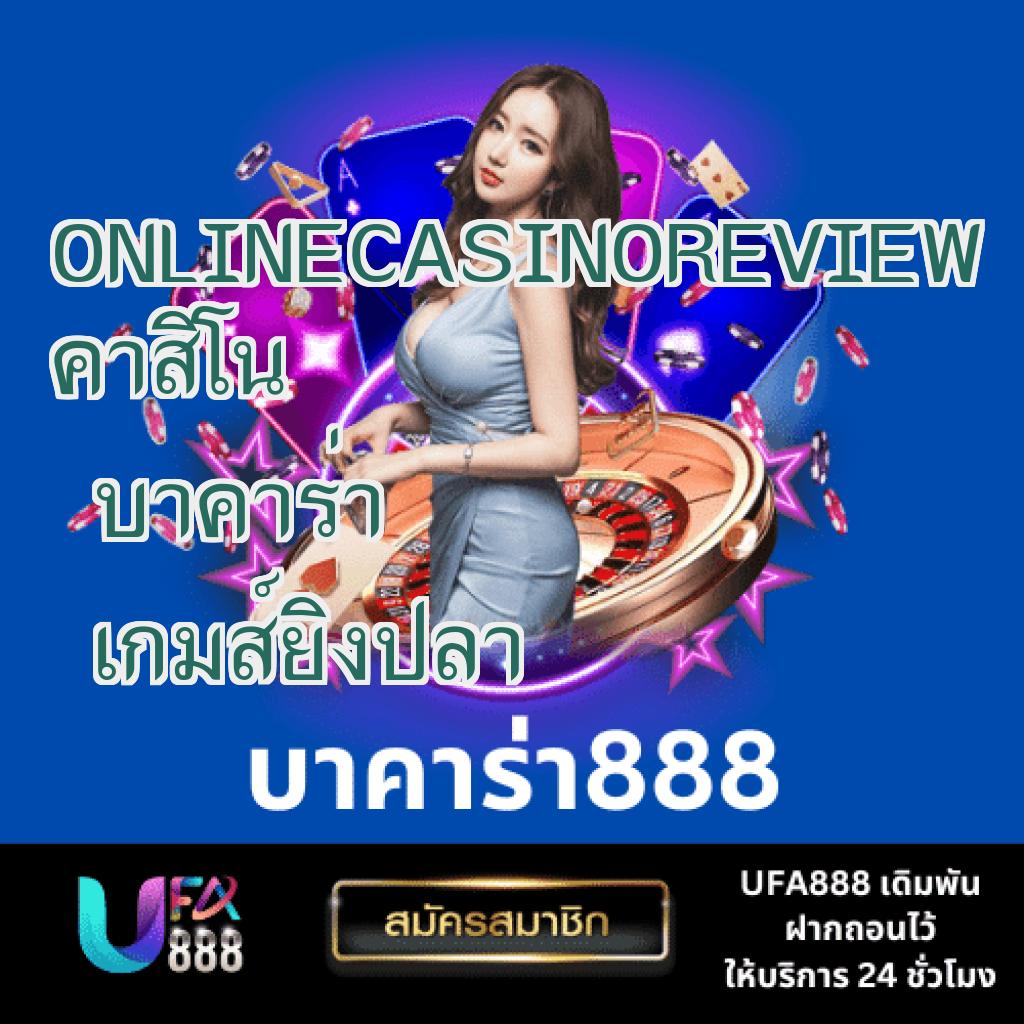 ONLINECASINOREVIEW
คาสิโน
บาคาร่า
เกมส์ยิงปลา
บาคาร่า888
UFA
888
สมัครสมาชิก
UFA888 เดิมพัน
ฝากถอนไว้
ให้บริการ 24 ชั่วโมง